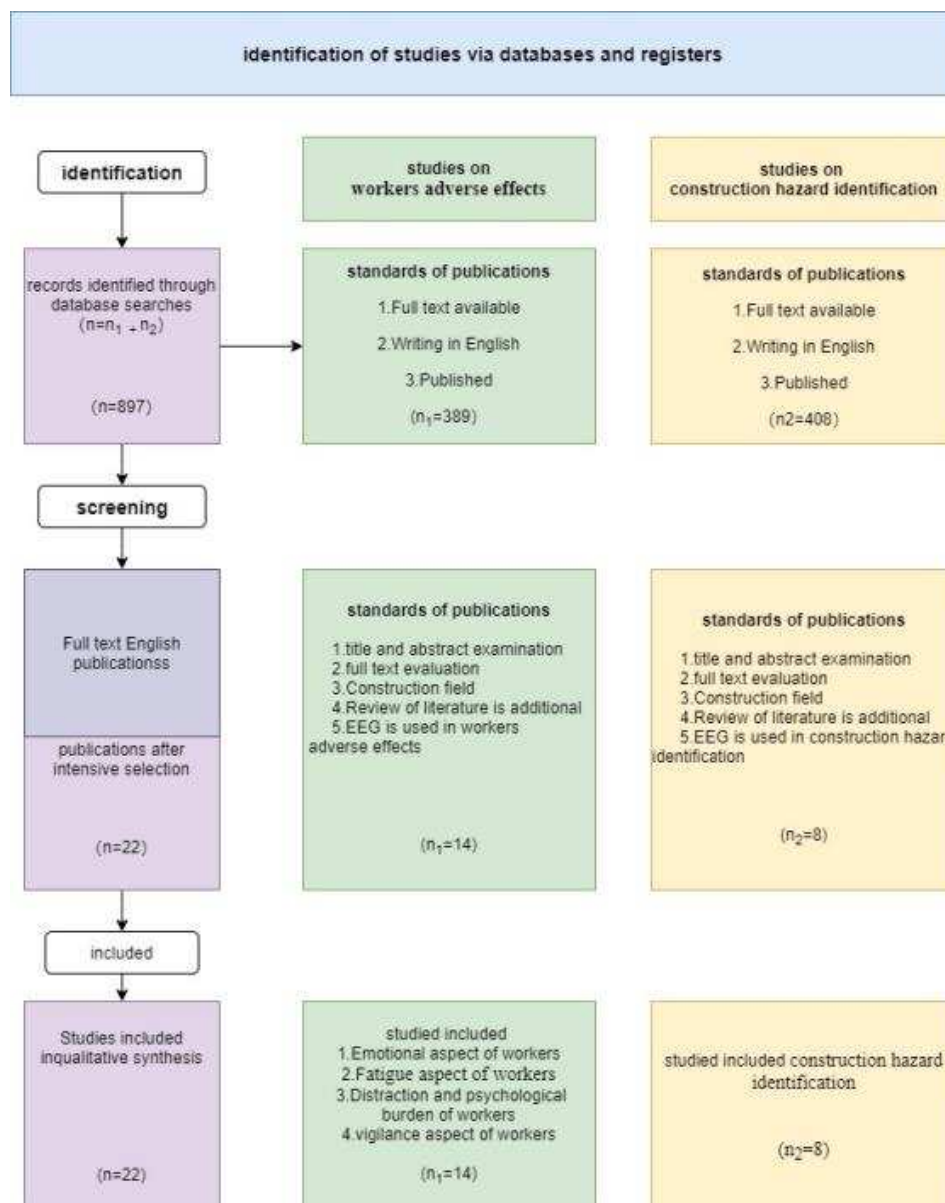 identification of studies via databases and registers
identification
studies on
workers adverse effects
studies on
construction hazard identification
records identified through
database searches
(n=n1 + n2)
(n=897)
standards of publications
1.Full text available
2.Writing in English
3.Published
(n1=389)
standards of publications
1.Full text available
2.Writing in English
3.Published
(n2=408)
screening
Full text English
publicationss
publications after
intensive selection
(n=22)
standards of publications
1.title and abstract examination
2.full text evaluation
3.Construction field
4.Review of literature is additional
5.EEG is used in workers
adverse effects
(n1=14)
standards of publications
1.title and abstract examination
2.full text evaluation
3.Construction field
4.Review of literature is additional
5.EEG is used in construction hazar
identification
(n2=8)
included
Studies included
inqualitative synthesis
(n=22)
studied included
1.Emotional aspect of workers
2.Fatigue aspect of workers
3.Distraction and psychological
burden of workers
4.vigilance aspect of workers
(n1=14)
studied included construction hazard
identification
(n2=8)